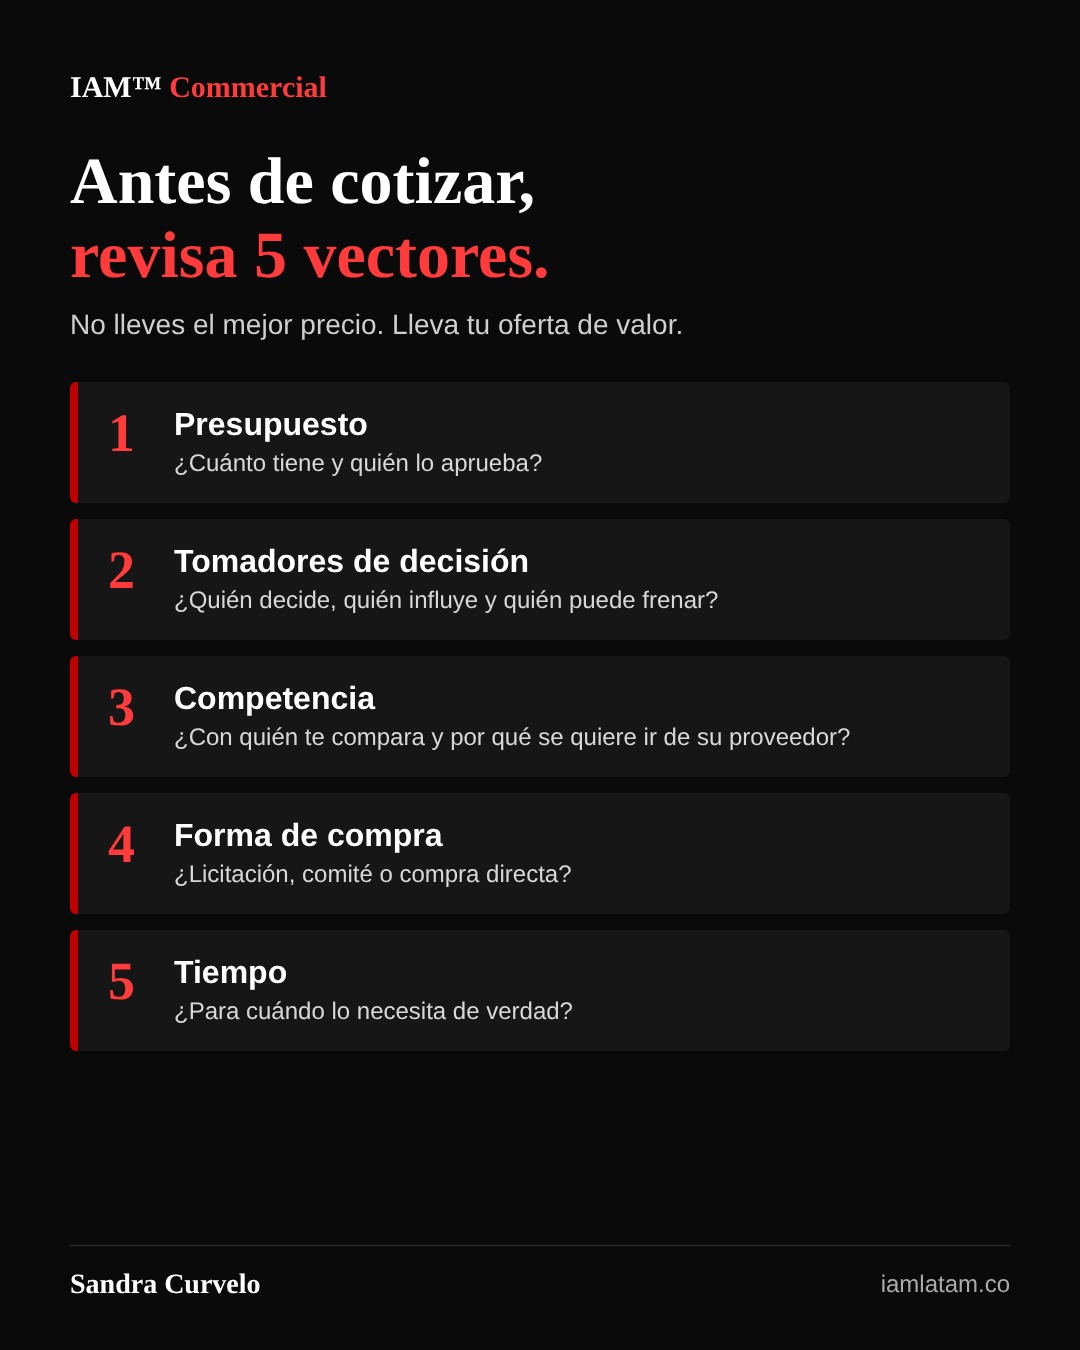 IAM™ Commercial
Antes de cotizar,
revisa 5 vectores.
No lleves el mejor precio. Lleva tu oferta de valor.
1 Presupuesto
¿Cuánto tiene y quién lo aprueba?
2 Tomadores de decisión
¿Quién decide, quién influye y quién puede frenar?
3 Competencia
¿Con quién te compara y por qué se quiere ir de su proveedor?
4 Forma de compra
¿Licitación, comité o compra directa?
5 Tiempo
¿Para cuándo lo necesita de verdad?
Sandra Curvelo
iamlatam.co